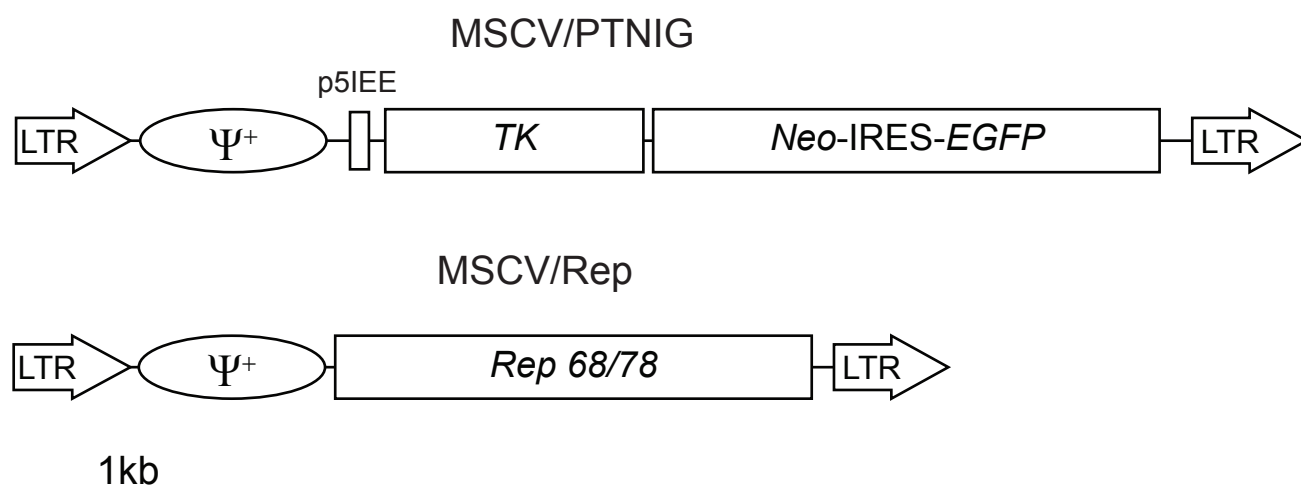 MSCV/PTNIG
p5IEE
LTR Ψ+ TK Neo-IRES-EGFP LTR
MSCV/Rep
LTR Ψ+ Rep 68/78 LTR
1kb